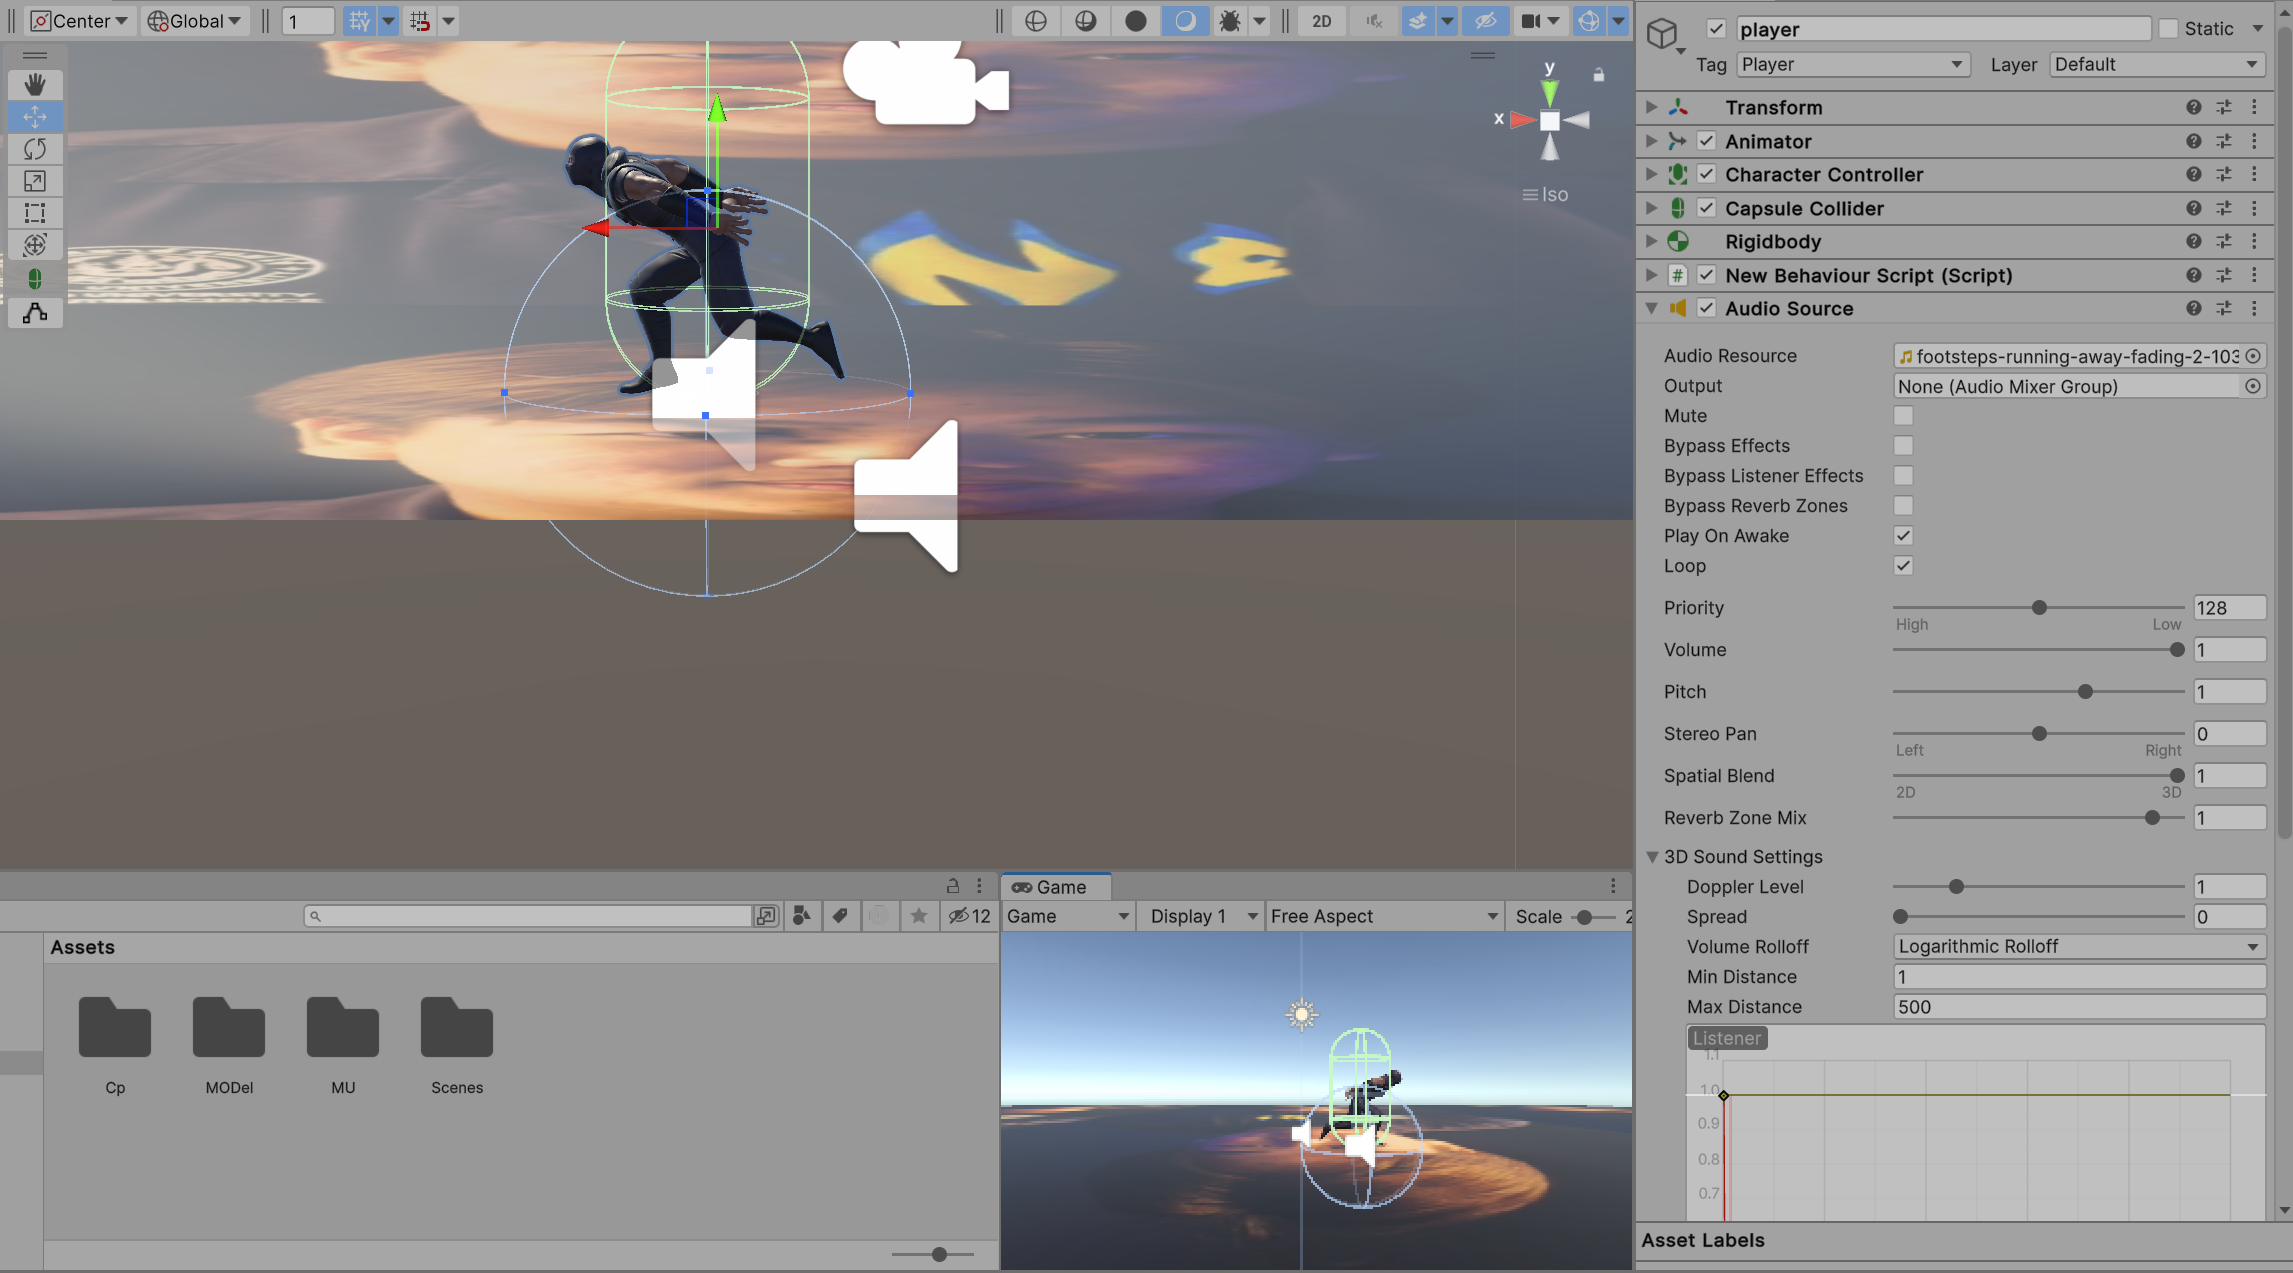 Center
Global
1
2D
y
x
Iso
NE
player
Static
Tag
Player
Layer
Default
Transform
Animator
Character Controller
Capsule Collider
Rigidbody
New Behaviour Script (Script)
Audio Source
Audio Resource
footsteps-running-away-fading-2-103
Output
None (Audio Mixer Group)
Mute
Bypass Effects
Bypass Listener Effects
Bypass Reverb Zones
Play On Awake
Loop
Priority
128
High
Low
Volume
1
Pitch
1
Stereo Pan
0
Left
Right
Spatial Blend
1
2D
3D
Reverb Zone Mix
1
3D Sound Settings
Doppler Level
1
Spread
0
Volume Rolloff
Logarithmic Rolloff
Min Distance
1
Max Distance
500
Listener
1.1
1.0
0.9
0.8
0.7
Asset Labels
12
Assets
Cp
MODel
MU
Scenes
Game
Game
Display 1
Free Aspect
Scale
2